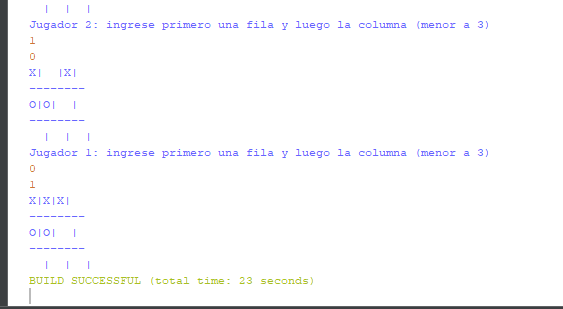 |  |  |
Jugador 2: ingrese primero una fila y luego la columna (menor a 3)
1
0
X|  |X|
--------
O|O|  |
--------
  |  |  |
Jugador 1: ingrese primero una fila y luego la columna (menor a 3)
0
1
X|X|X|
--------
O|O|  |
--------
  |  |  |
BUILD SUCCESSFUL (total time: 23 seconds)